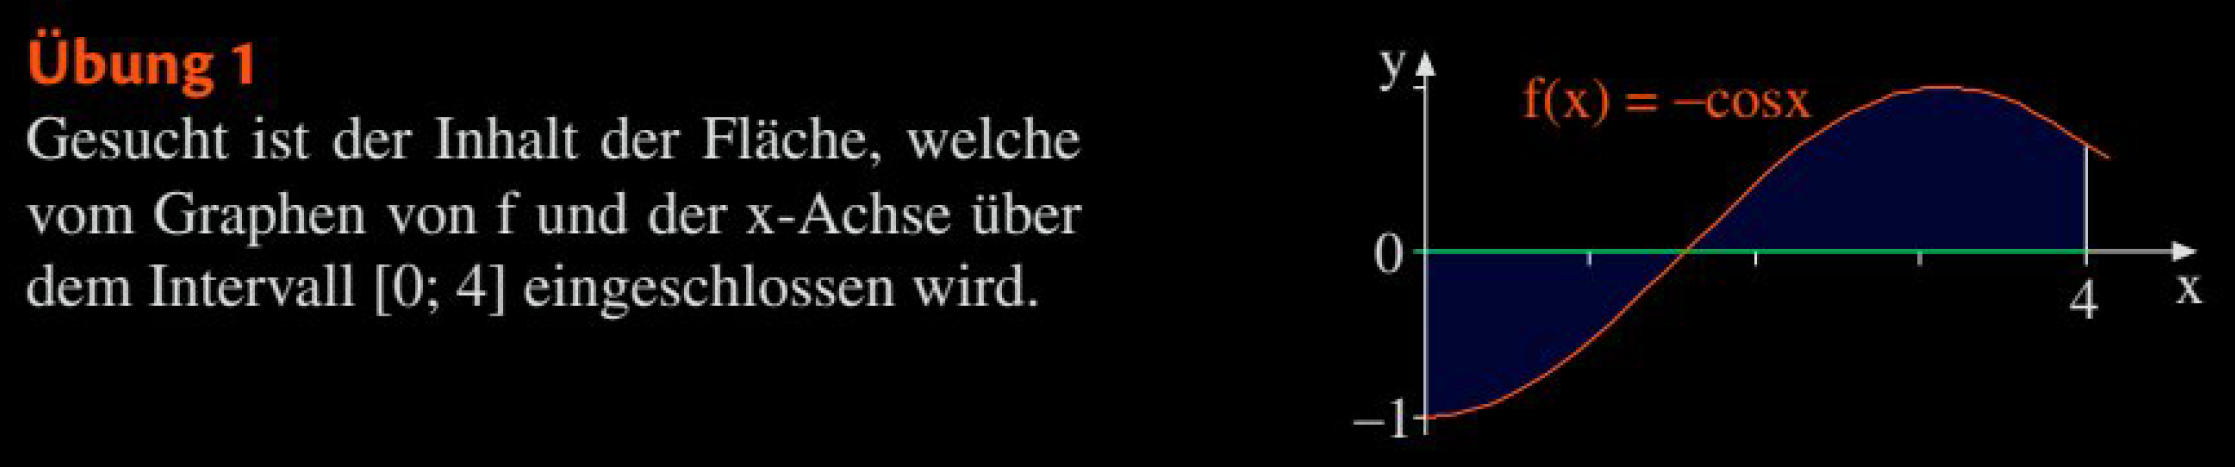 Übung 1
Gesucht ist der Inhalt der Fläche, welche
vom Graphen von f und der x-Achse über
dem Intervall [0; 4] eingeschlossen wird.
y
f(x) = –cosx
0
4
x
–1